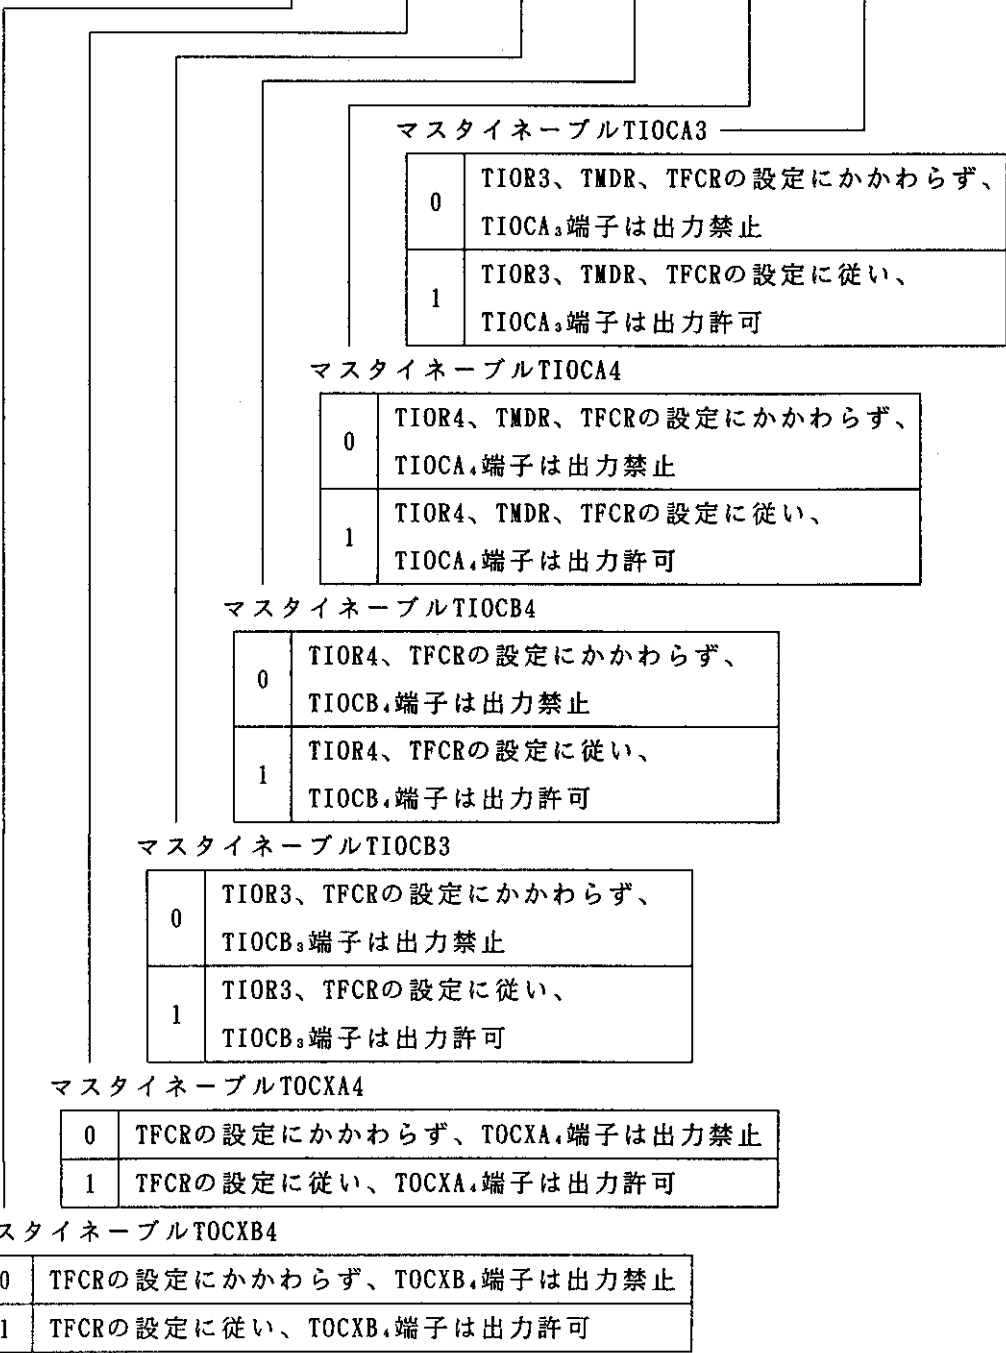 マスタイネーブルTIOCA3
0
TIOR3、TMDR、TFCRの設定にかかわらず、
TIOCA₃端子は出力禁止
1
TIOR3、TMDR、TFCRの設定に従い、
TIOCA₃端子は出力許可
マスタイネーブルTIOCA4
0
TIOR4、TMDR、TFCRの設定にかかわらず、
TIOCA₄端子は出力禁止
1
TIOR4、TMDR、TFCRの設定に従い、
TIOCA₄端子は出力許可
マスタイネーブルTIOCB4
0
TIOR4、TFCRの設定にかかわらず、
TIOCB₄端子は出力禁止
1
TIOR4、TFCRの設定に従い、
TIOCB₄端子は出力許可
マスタイネーブルTIOCB3
0
TIOR3、TFCRの設定にかかわらず、
TIOCB₃端子は出力禁止
1
TIOR3、TFCRの設定に従い、
TIOCB₃端子は出力許可
マスタイネーブルTOCXA4
0 TFCRの設定にかかわらず、TOCXA₄端子は出力禁止
1 TFCRの設定に従い、TOCXA₄端子は出力許可
スタイネーブルTOCXB4
0 TFCRの設定にかかわらず、TOCXB₄端子は出力禁止
1 TFCRの設定に従い、TOCXB₄端子は出力許可